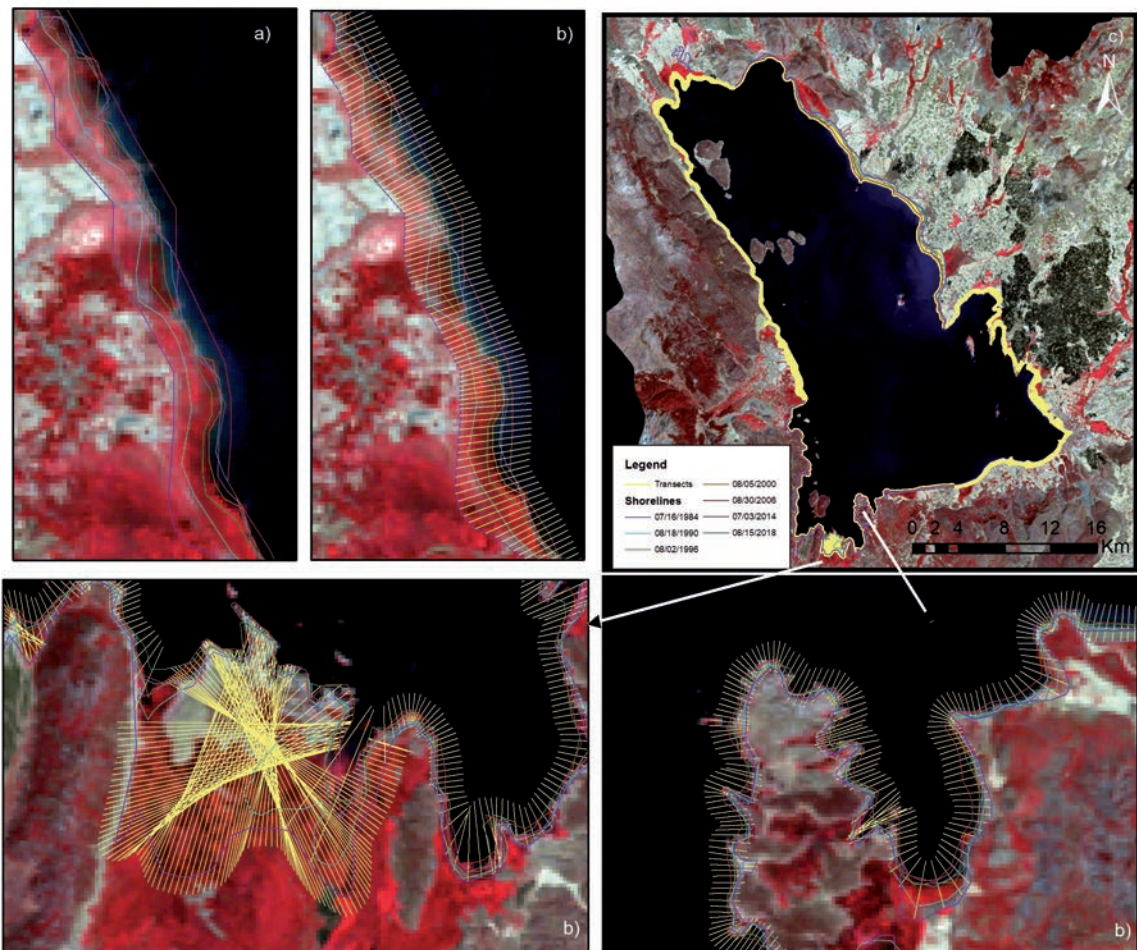 a)
b)
c)
N
Legend
Transects
Shorelines
07/16/1984
08/18/1990
08/02/1996
08/05/2000
08/30/2006
07/03/2014
08/15/2018
0 2 4 8 12 16
Km
b)
b)